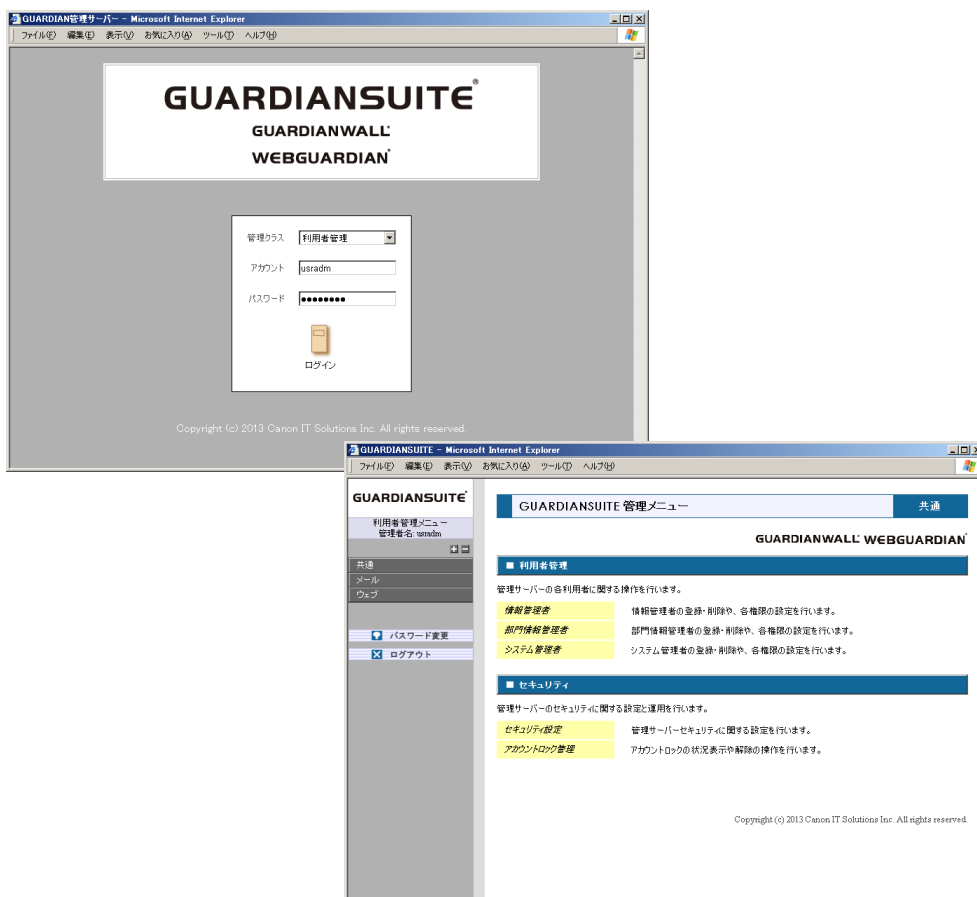 GUARDIAN管理サーバー - Microsoft Internet Explorer
ファイル(F) 編集(E) 表示(V) お気に入り(A) ツール(T) ヘルプ(H)
GUARDIANSUITE®
GUARDIANWALL
WEBGUARDIAN
管理クラス 利用者管理
アカウント usradm
パスワード ●●●●●●●●
ログイン
Copyright (c) 2013 Canon IT Solutions Inc. All rights reserved.
GUARDIANSUITE - Microsoft Internet Explorer
ファイル(F) 編集(E) 表示(V) お気に入り(A) ツール(T) ヘルプ(H)
GUARDIANSUITE
利用者管理メニュー
管理者名: usradm
共通
メール
ウェブ
パスワード変更
ログアウト
GUARDIANSUITE 管理メニュー 共通
GUARDIANWALL WEBGUARDIAN
■ 利用者管理
管理サーバーの各利用者に関する操作を行います。
情報管理者 情報管理者の登録・削除や、各権限の設定を行います。
部門情報管理者 部門情報管理者の登録・削除や、各権限の設定を行います。
システム管理者 システム管理者の登録・削除や、各権限の設定を行います。
■ セキュリティ
管理サーバーのセキュリティに関する設定と運用を行います。
セキュリティ設定 管理サーバーセキュリティに関する設定を行います。
アカウントロック管理 アカウントロックの状況表示や解除の操作を行います。
Copyright (c) 2013 Canon IT Solutions Inc. All rights reserved.